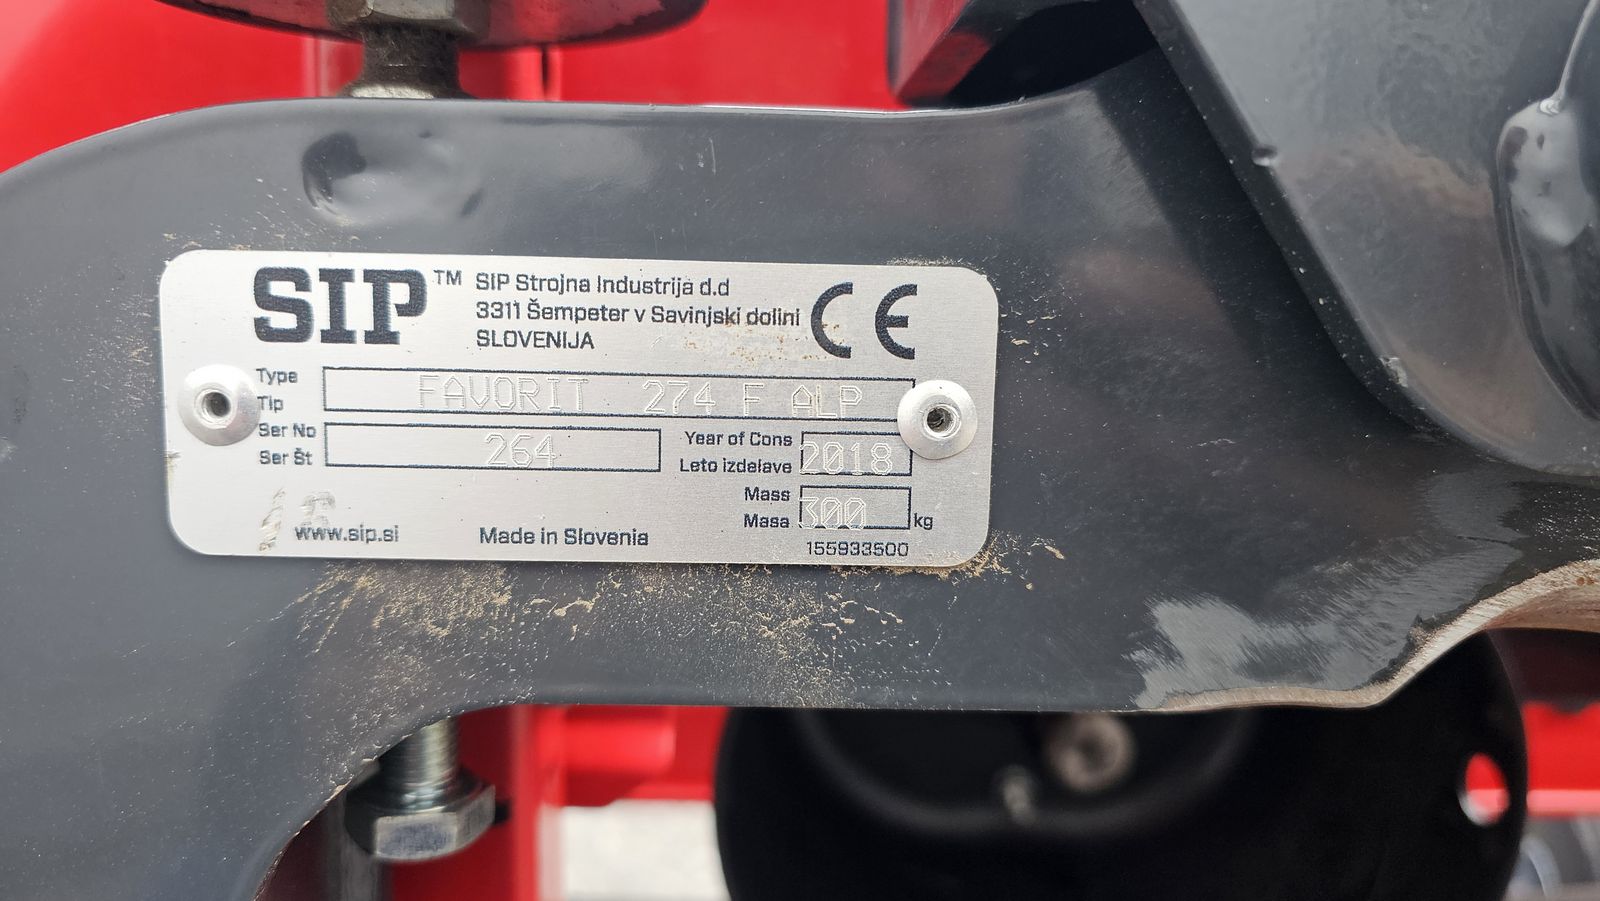 SIP™
SIP Strojna Industrija d.d
3311 Šempeter v Savinjski dolini
SLOVENIJA
CE
Type
Tip
FAVORIT 274 F ALP
Ser No
Ser Št
264
Year of Cons
Leto izdelave
2018
Mass
Masa
300
kg
www.sip.si
Made in Slovenia
155933500